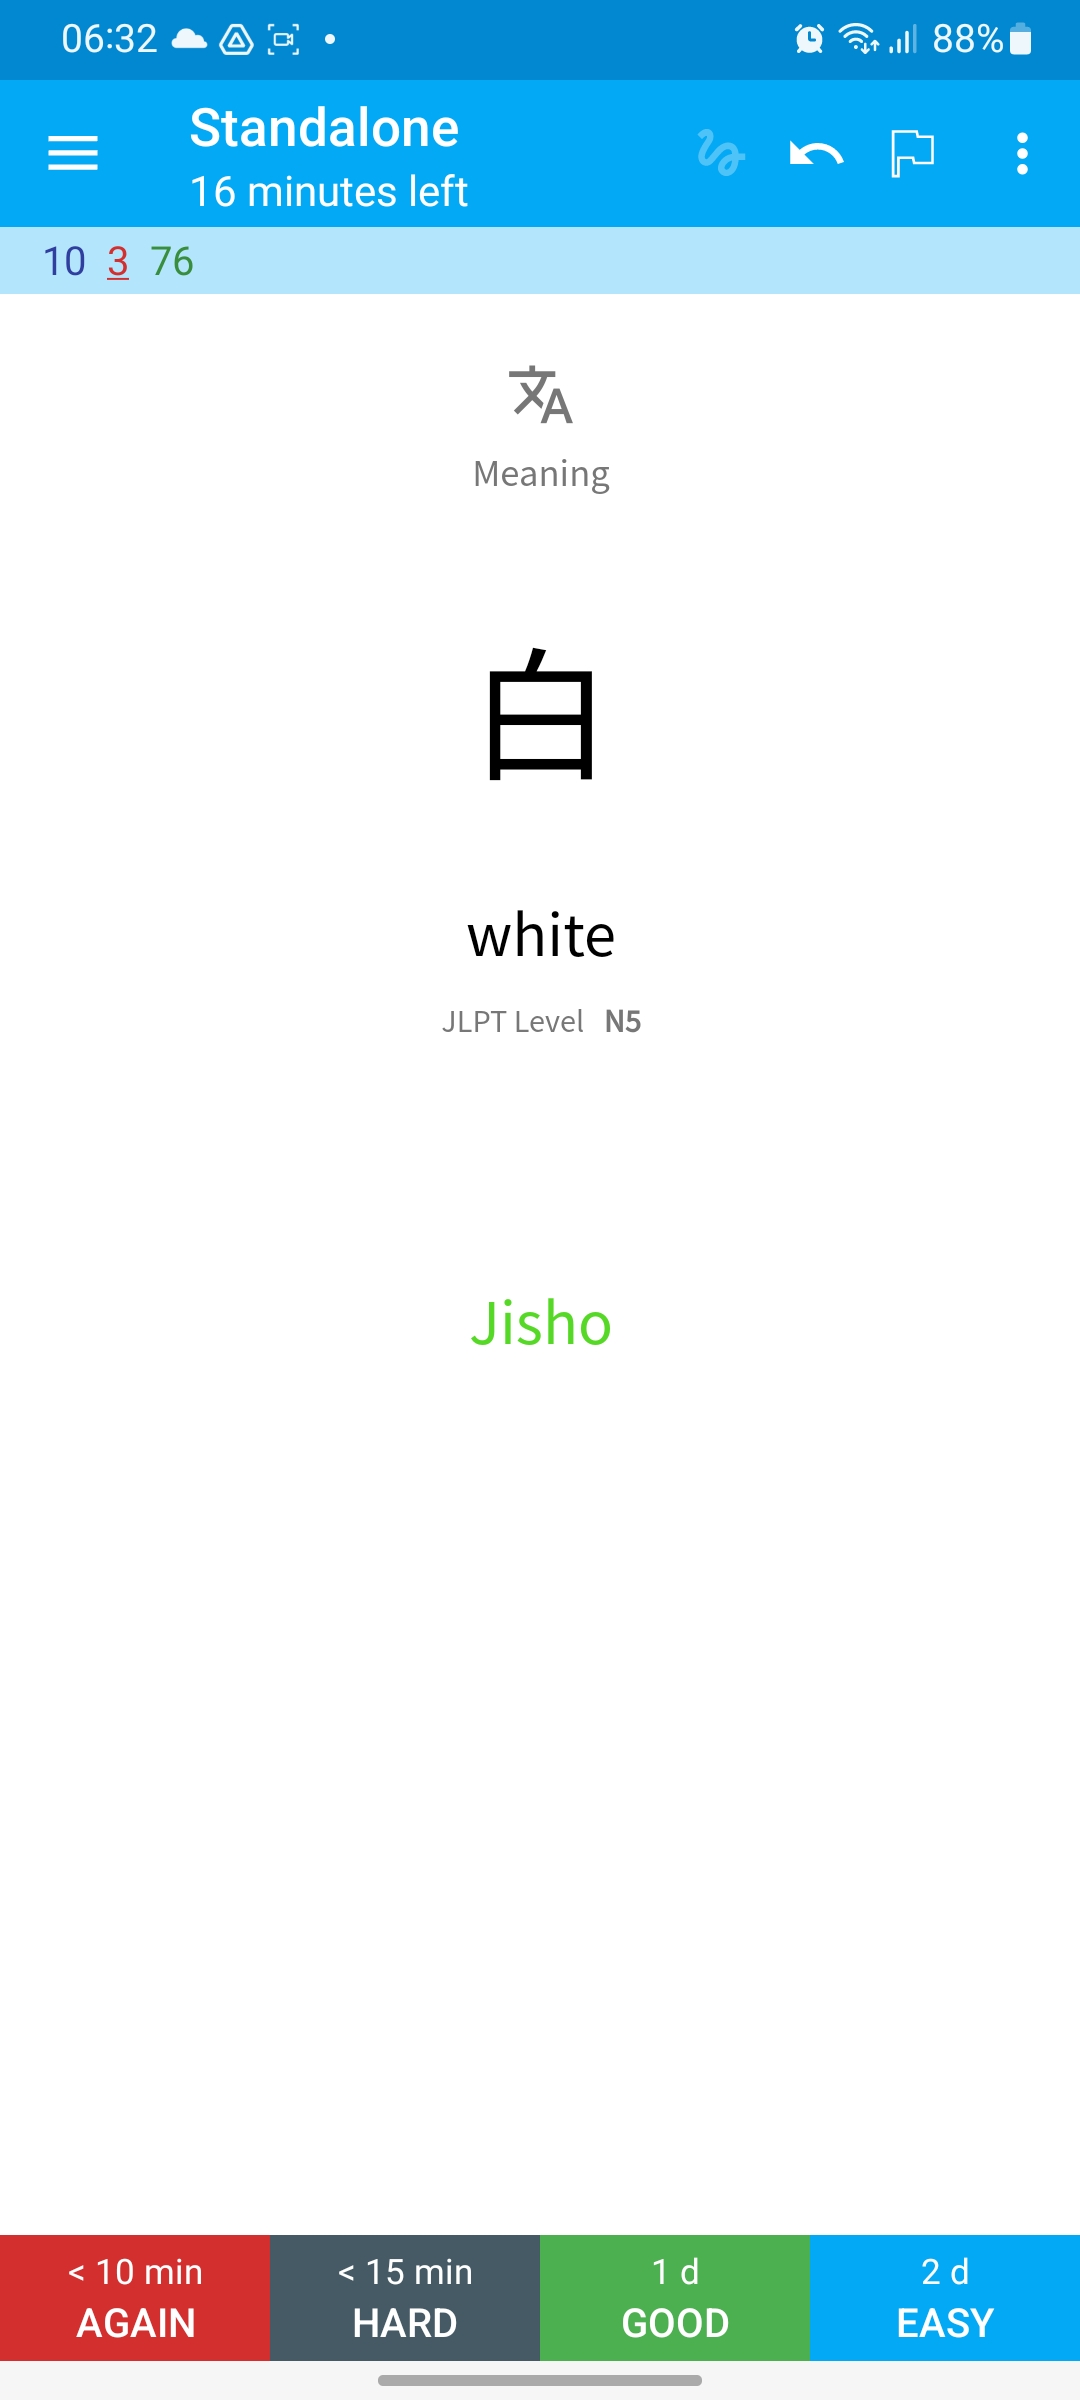 06:32 88%
Standalone
16 minutes left
10 3 76
Meaning
白
white
JLPT Level N5
Jisho
< 10 min < 15 min 1 d 2 d
AGAIN HARD GOOD EASY